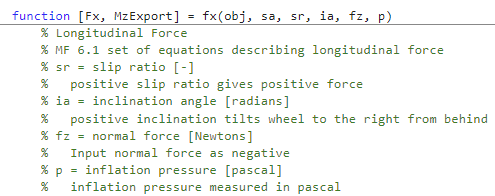 function [Fx, MzExport] = fx(obj, sa, sr, ia, fz, p)
% Longitudinal Force
% MF 6.1 set of equations describing longitudinal force
% sr = slip ratio [-]
%   positive slip ratio gives positive force
% ia = inclination angle [radians]
%   positive inclination tilts wheel to the right from behind
% fz = normal force [Newtons]
%   Input normal force as negative
% p = inflation pressure [pascal]
%   inflation pressure measured in pascal